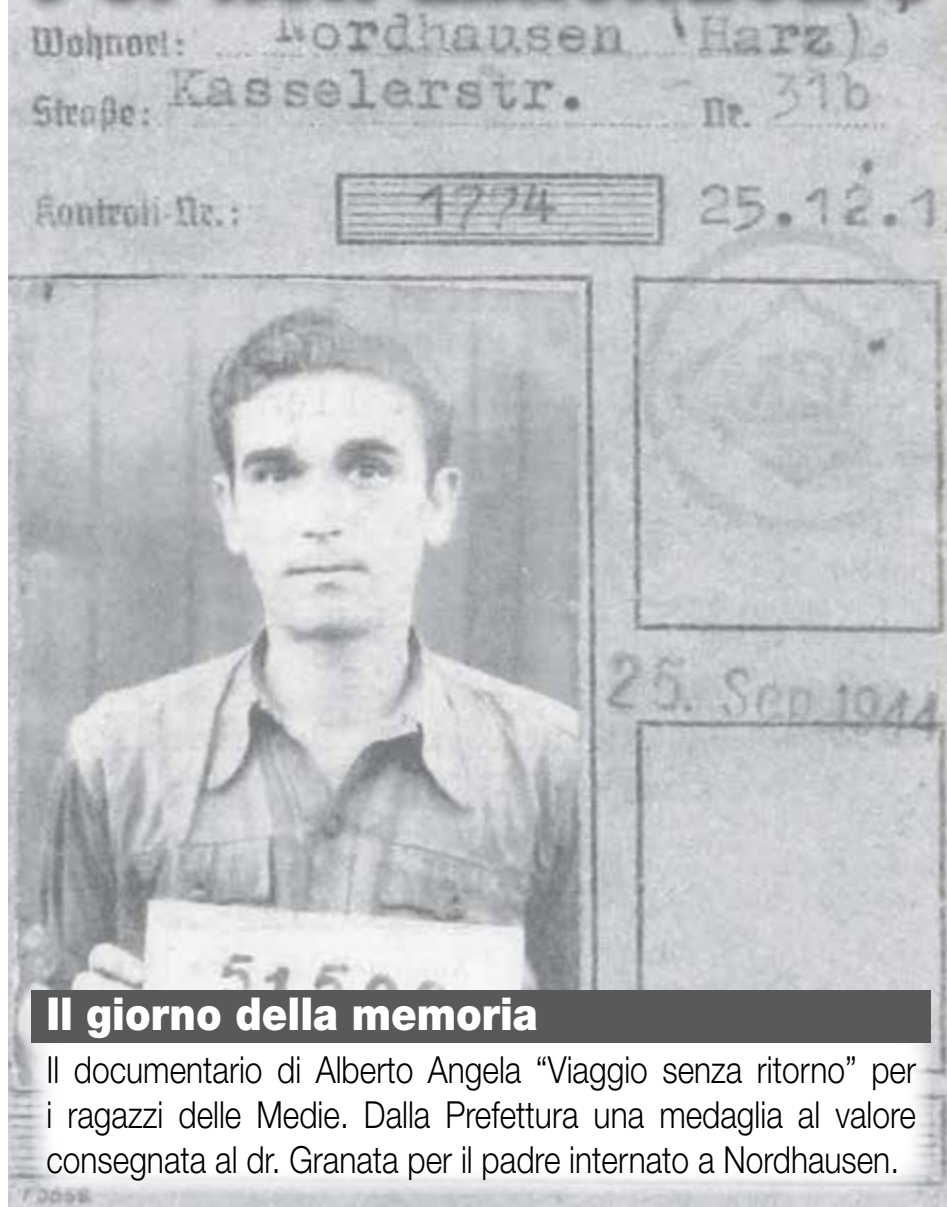 Wohnort: Nordhausen (Harz)
Straße: Kasselerstr. Nr. 31b
Kontroll-Nr.: 1774 25.12.1
25. Sep 1944
Il giorno della memoria
Il documentario di Alberto Angela “Viaggio senza ritorno” per
i ragazzi delle Medie. Dalla Prefettura una medaglia al valore
consegnata al dr. Granata per il padre internato a Nordhausen.